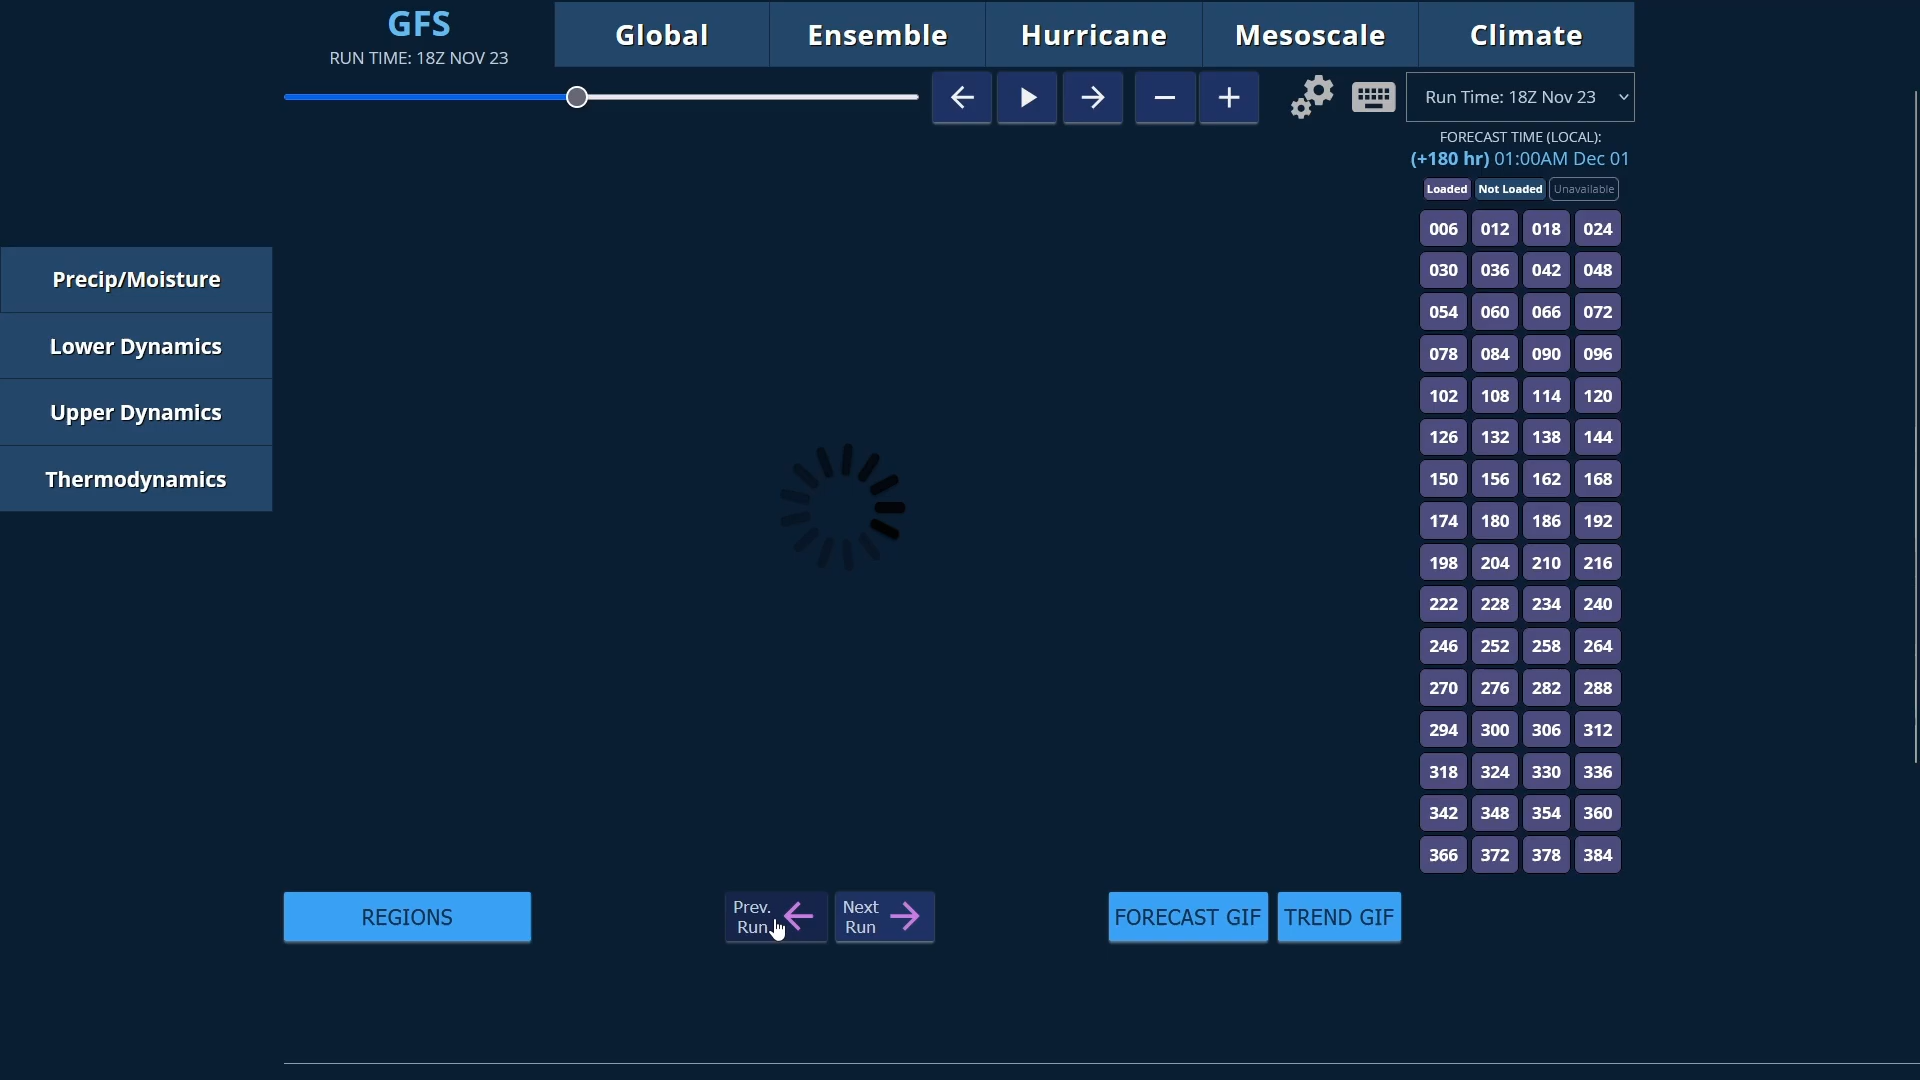 GFS
RUN TIME: 18Z NOV 23
Global
Ensemble
Hurricane
Mesoscale
Climate
Run Time: 18Z Nov 23
FORECAST TIME (LOCAL):
(+180 hr) 01:00AM Dec 01
Loaded Not Loaded Unavailable
Precip/Moisture
Lower Dynamics
Upper Dynamics
Thermodynamics
006 012 018 024
030 036 042 048
054 060 066 072
078 084 090 096
102 108 114 120
126 132 138 144
150 156 162 168
174 180 186 192
198 204 210 216
222 228 234 240
246 252 258 264
270 276 282 288
294 300 306 312
318 324 330 336
342 348 354 360
366 372 378 384
REGIONS
Prev.
Run
Next
Run
FORECAST GIF
TREND GIF